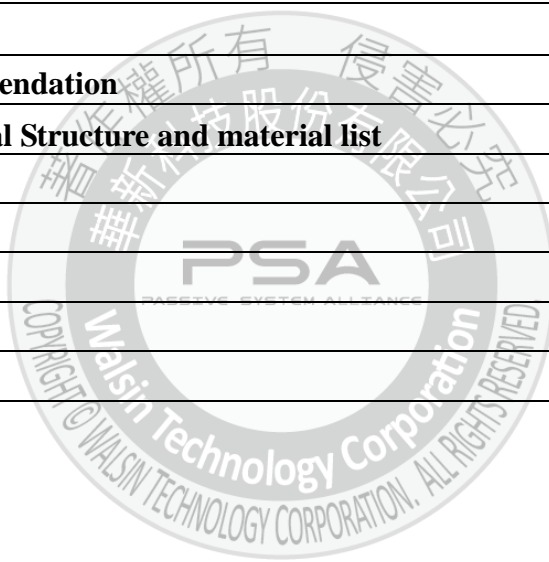 endation
al Structure and material list
著作權所有 侵害必究
華新科技股份有限公司
PSA
PASSIVE SYSTEM ALLIANCE
Walsin Technology Corporation
COPYRIGHT © WALSIN TECHNOLOGY CORPORATION. ALL RIGHTS RESERVED.